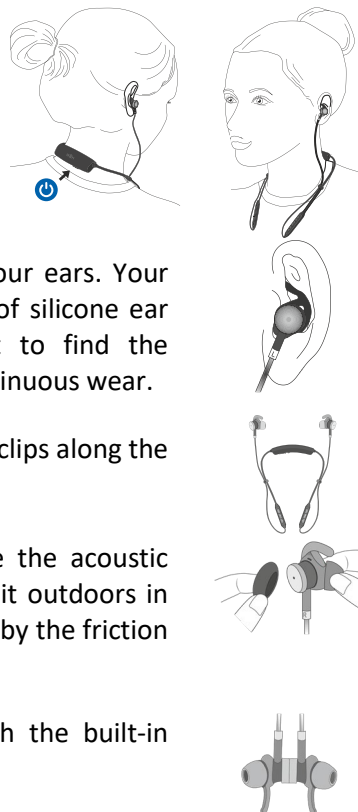 our ears. Your
of silicone ear
to find the
tinuous wear.
clips along the
e the acoustic
it outdoors in
by the friction
h the built-in